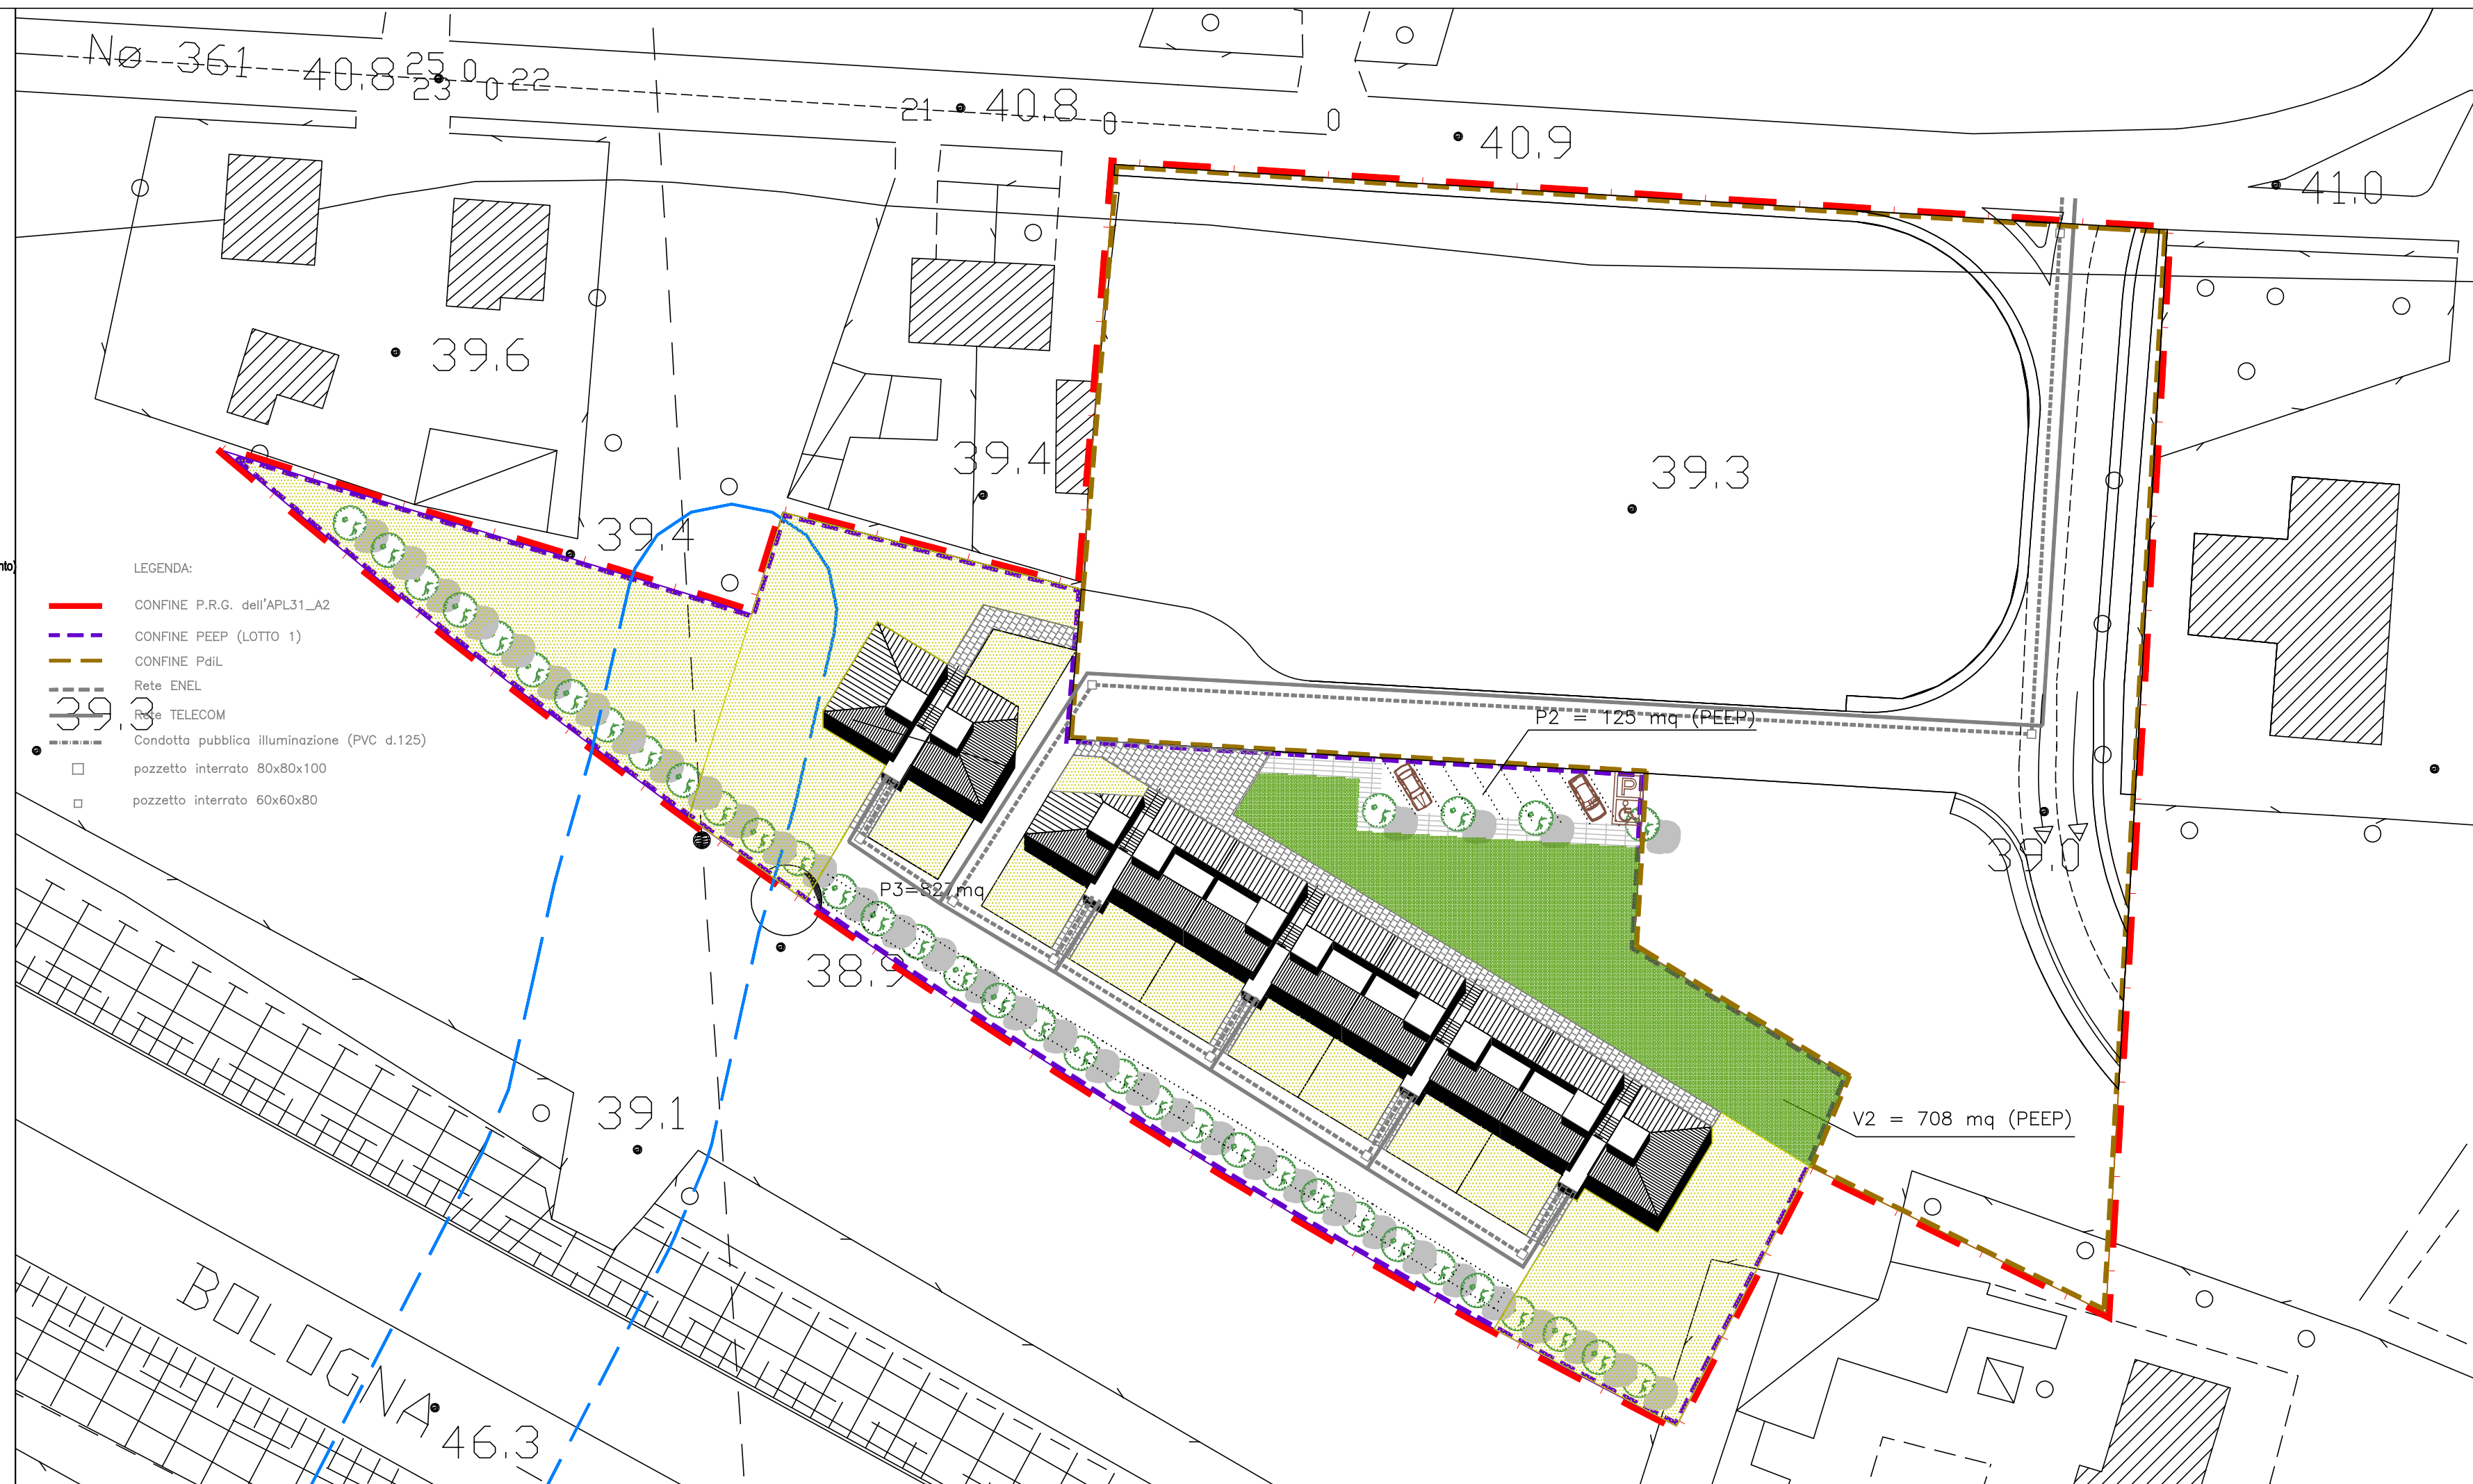 Nø 361
40.8
25
0
22
23
0
21
40.8
0
0
40.9
41.0
39.6
39.4
39.3
39.4
nto)
LEGENDA:
CONFINE P.R.G. dell'APL31_A2
CONFINE PEEP (LOTTO 1)
CONFINE PdiL
Rete ENEL
39.3
Rete TELECOM
Condotta pubblica illuminazione (PVC d.125)
pozzetto interrato 80x80x100
pozzetto interrato 60x60x80
P2 = 125 mq (PEEP)
P
39.0
P3=827mq
38.9
39.1
V2 = 708 mq (PEEP)
BOLOGNA
46.3